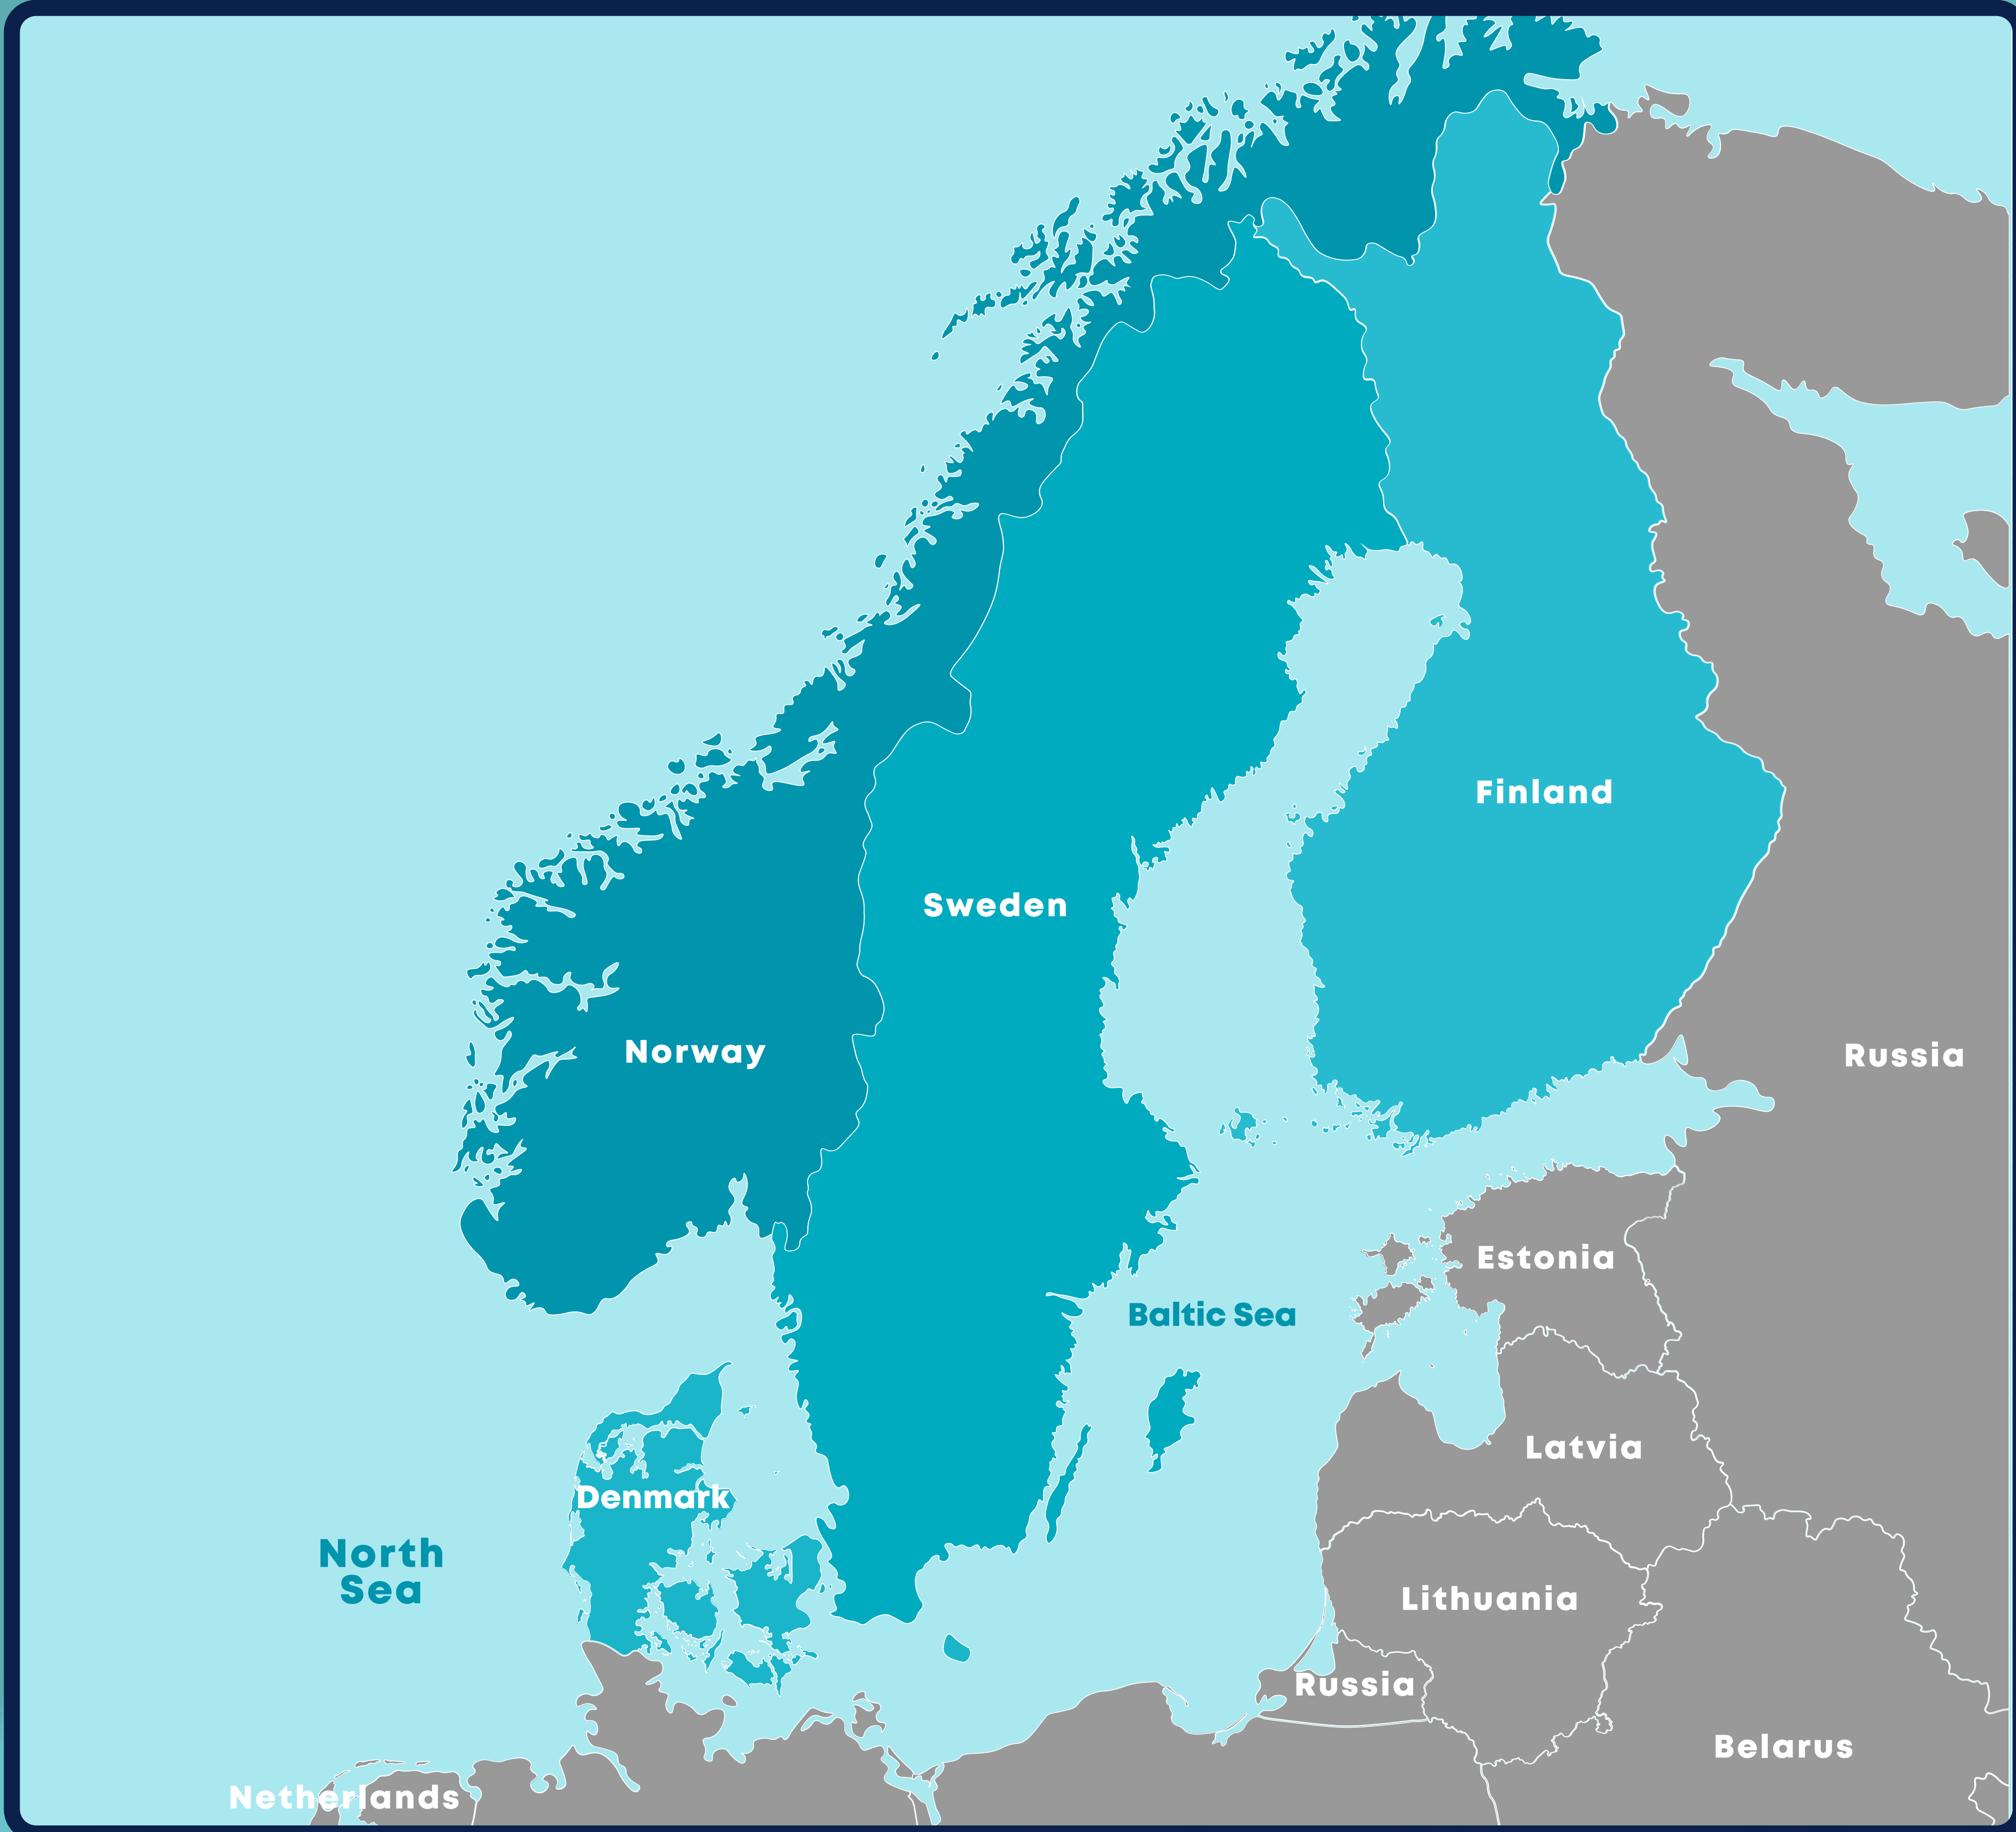 Finland
Sweden
Norway
Russia
Estonia
Baltic Sea
Latvia
Denmark
North
Sea
Lithuania
Russia
Belarus
Netherlands